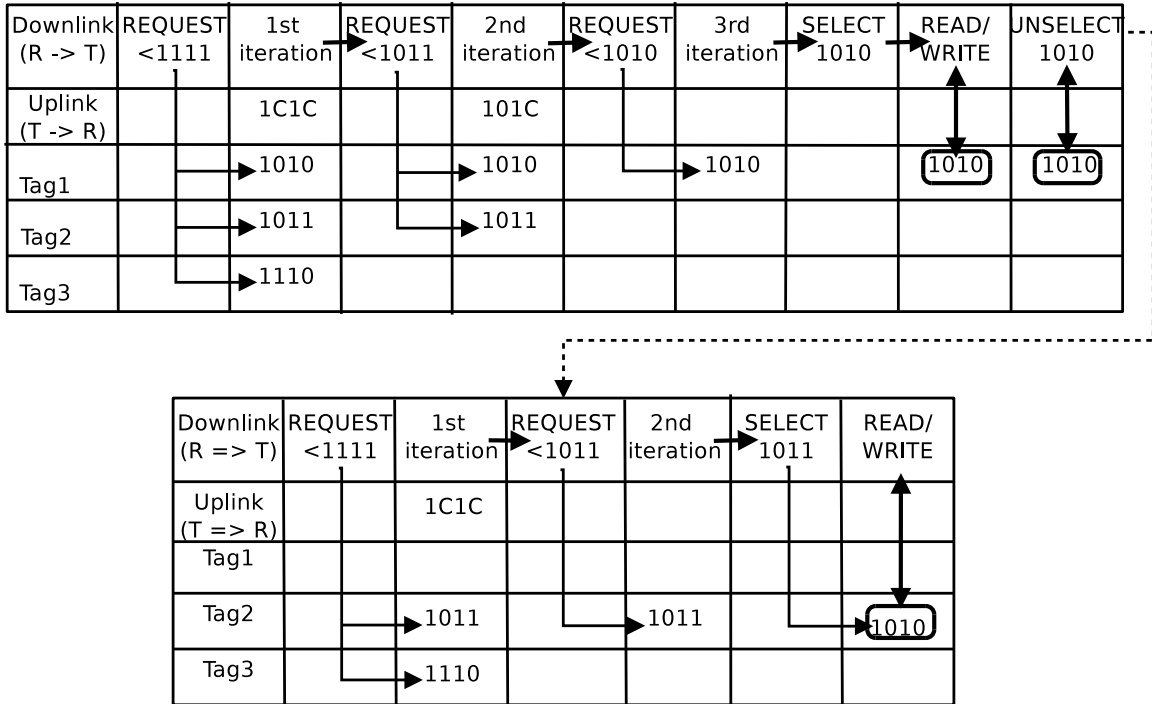 Downlink REQUEST 1st REQUEST 2nd REQUEST 3rd SELECT READ/ UNSELECT
(R -> T) <1111 iteration <1011 iteration <1010 iteration 1010 WRITE 1010
Uplink 1C1C 101C
(T -> R)
1010 1010 1010 1010 1010
Tag1
1011 1011
Tag2
1110
Tag3
Downlink REQUEST 1st REQUEST 2nd SELECT READ/
(R => T) <1111 iteration <1011 iteration 1011 WRITE
Uplink 1C1C
(T => R)
Tag1
Tag2 1011 1011 1010
Tag3 1110